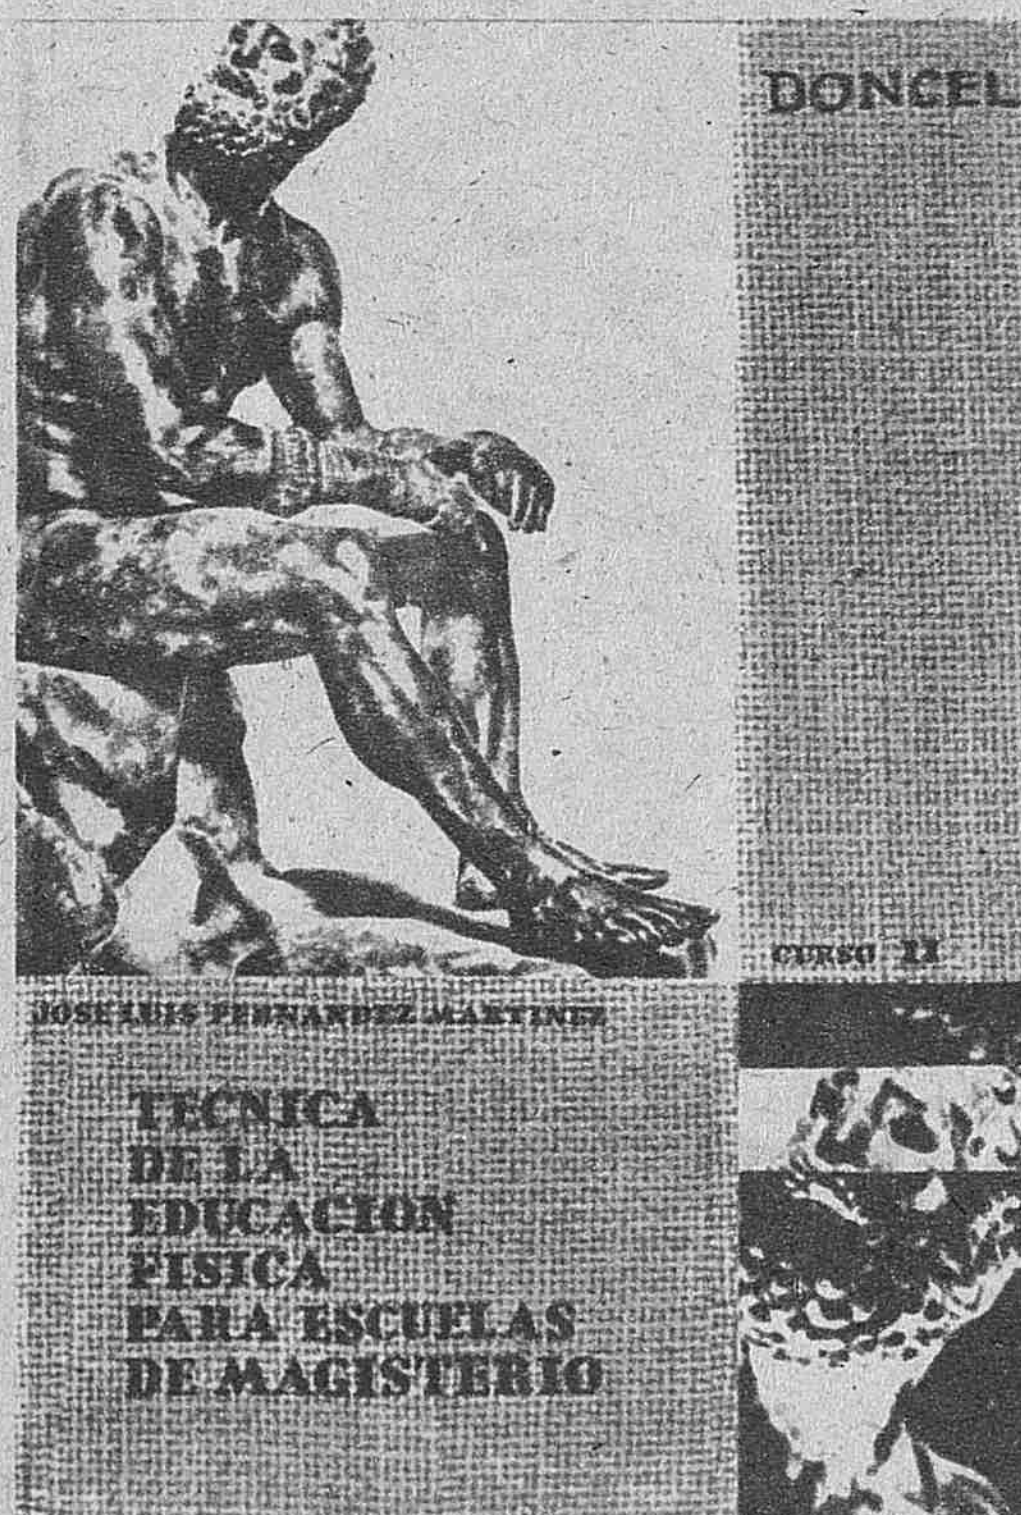 DONCEL
CURSO II
JOSE LUIS FERNANDEZ MARTINEZ
TECNICA
DE LA
EDUCACION
FISICA
PARA ESCUELAS
DE MAGISTERIO